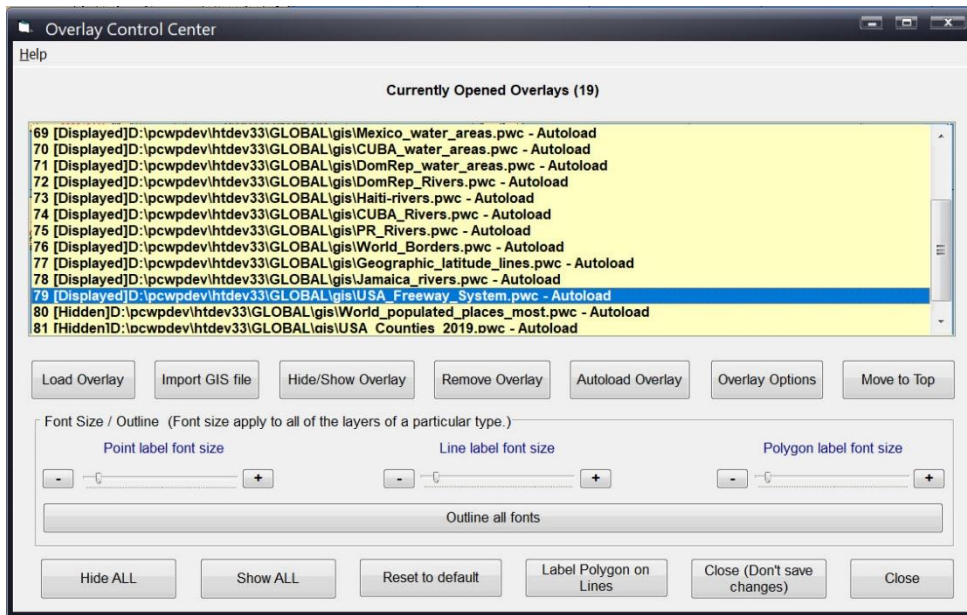 Overlay Control Center
Help
Currently Opened Overlays (19)
69 [Displayed]D:\pcwpdev\htdev33\GLOBAL\gis\Mexico_water_areas.pwc - Autoload
70 [Displayed]D:\pcwpdev\htdev33\GLOBAL\gis\CUBA_water_areas.pwc - Autoload
71 [Displayed]D:\pcwpdev\htdev33\GLOBAL\gis\DomRep_water_areas.pwc - Autoload
72 [Displayed]D:\pcwpdev\htdev33\GLOBAL\gis\DomRep_Rivers.pwc - Autoload
73 [Displayed]D:\pcwpdev\htdev33\GLOBAL\gis\Haiti-rivers.pwc - Autoload
74 [Displayed]D:\pcwpdev\htdev33\GLOBAL\gis\CUBA_Rivers.pwc - Autoload
75 [Displayed]D:\pcwpdev\htdev33\GLOBAL\gis\PR_Rivers.pwc - Autoload
76 [Displayed]D:\pcwpdev\htdev33\GLOBAL\gis\World_Borders.pwc - Autoload
77 [Displayed]D:\pcwpdev\htdev33\GLOBAL\gis\Geographic_latitude_lines.pwc - Autoload
78 [Displayed]D:\pcwpdev\htdev33\GLOBAL\gis\Jamaica_rivers.pwc - Autoload
79 [Displayed]D:\pcwpdev\htdev33\GLOBAL\gis\USA_Freeway_System.pwc - Autoload
80 [Hidden]D:\pcwpdev\htdev33\GLOBAL\gis\World_populated_places_most.pwc - Autoload
81 [Hidden]D:\pcwpdev\htdev33\GLOBAL\gis\USA_Counties_2019.pwc - Autoload
Load Overlay Import GIS file Hide/Show Overlay Remove Overlay Autoload Overlay Overlay Options Move to Top
Font Size / Outline (Font size apply to all of the layers of a particular type.)
Point label font size Line label font size Polygon label font size
- + - + - +
Outline all fonts
Hide ALL Show ALL Reset to default Label Polygon on Lines Close (Don't save changes) Close